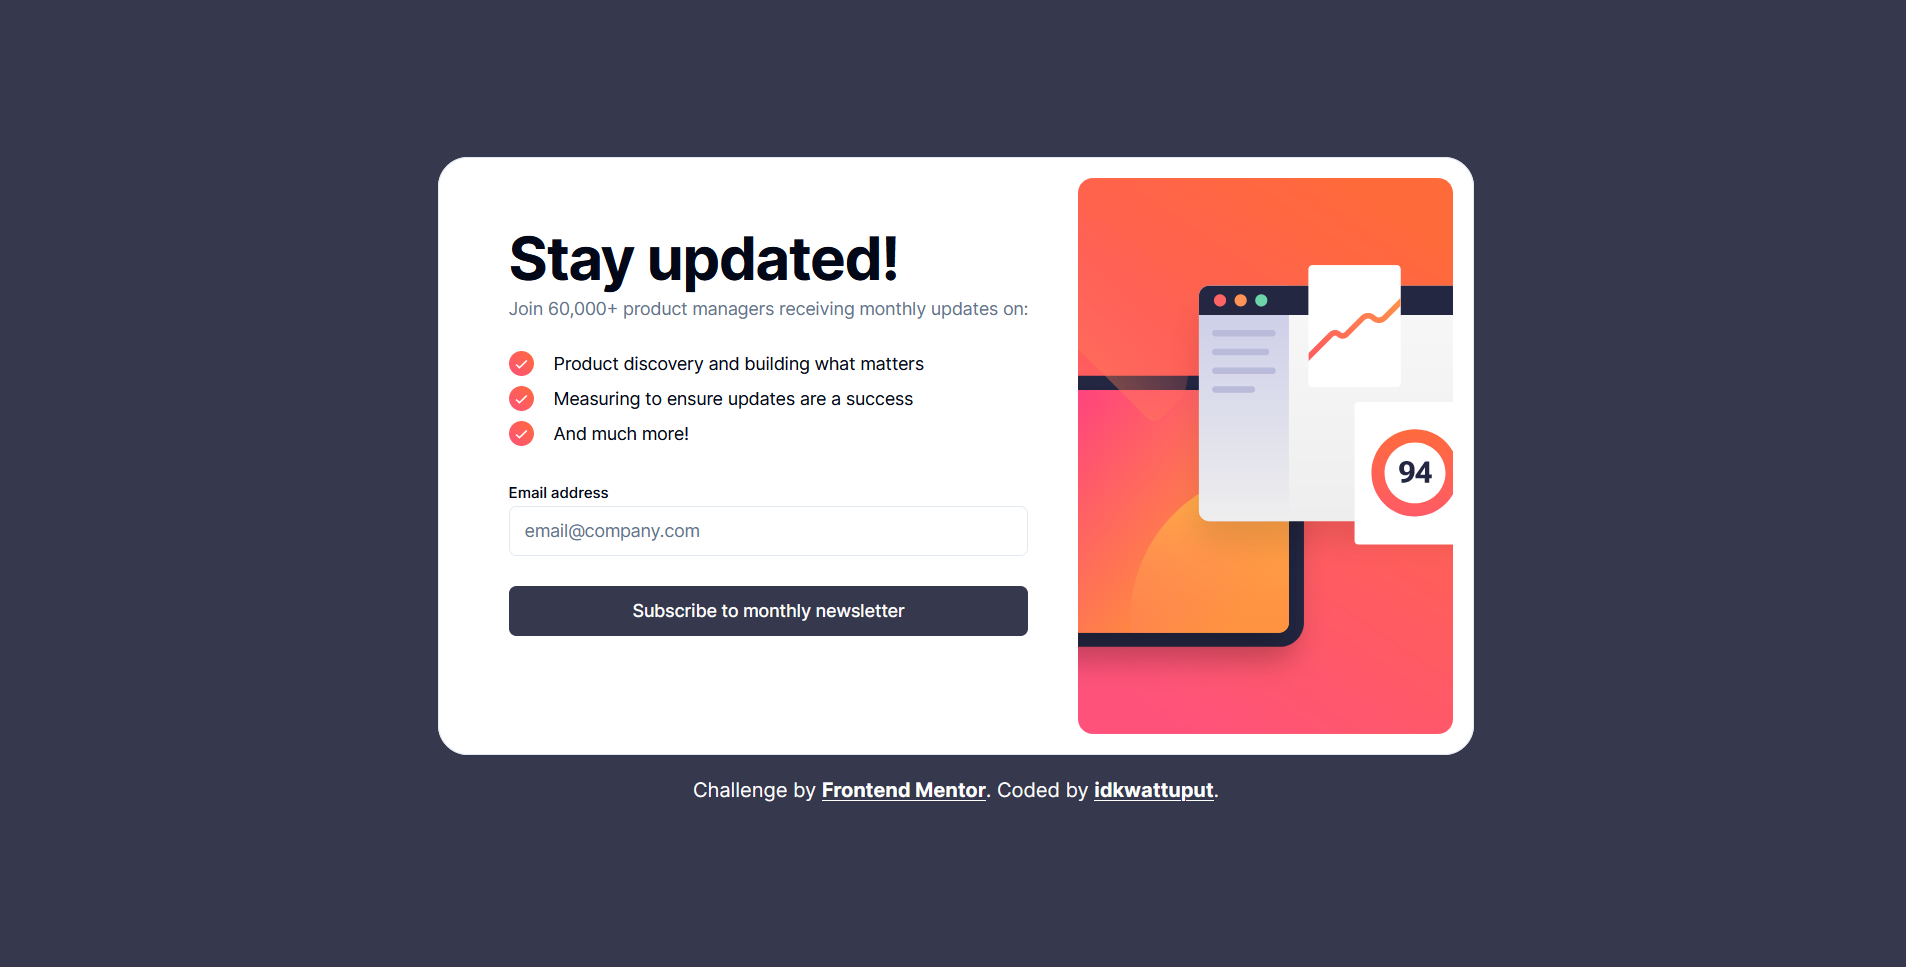 Stay updated!
Join 60,000+ product managers receiving monthly updates on:
Product discovery and building what matters
Measuring to ensure updates are a success
And much more!
Email address
email@company.com
Subscribe to monthly newsletter
94
Challenge by Frontend Mentor. Coded by idkwattuput.